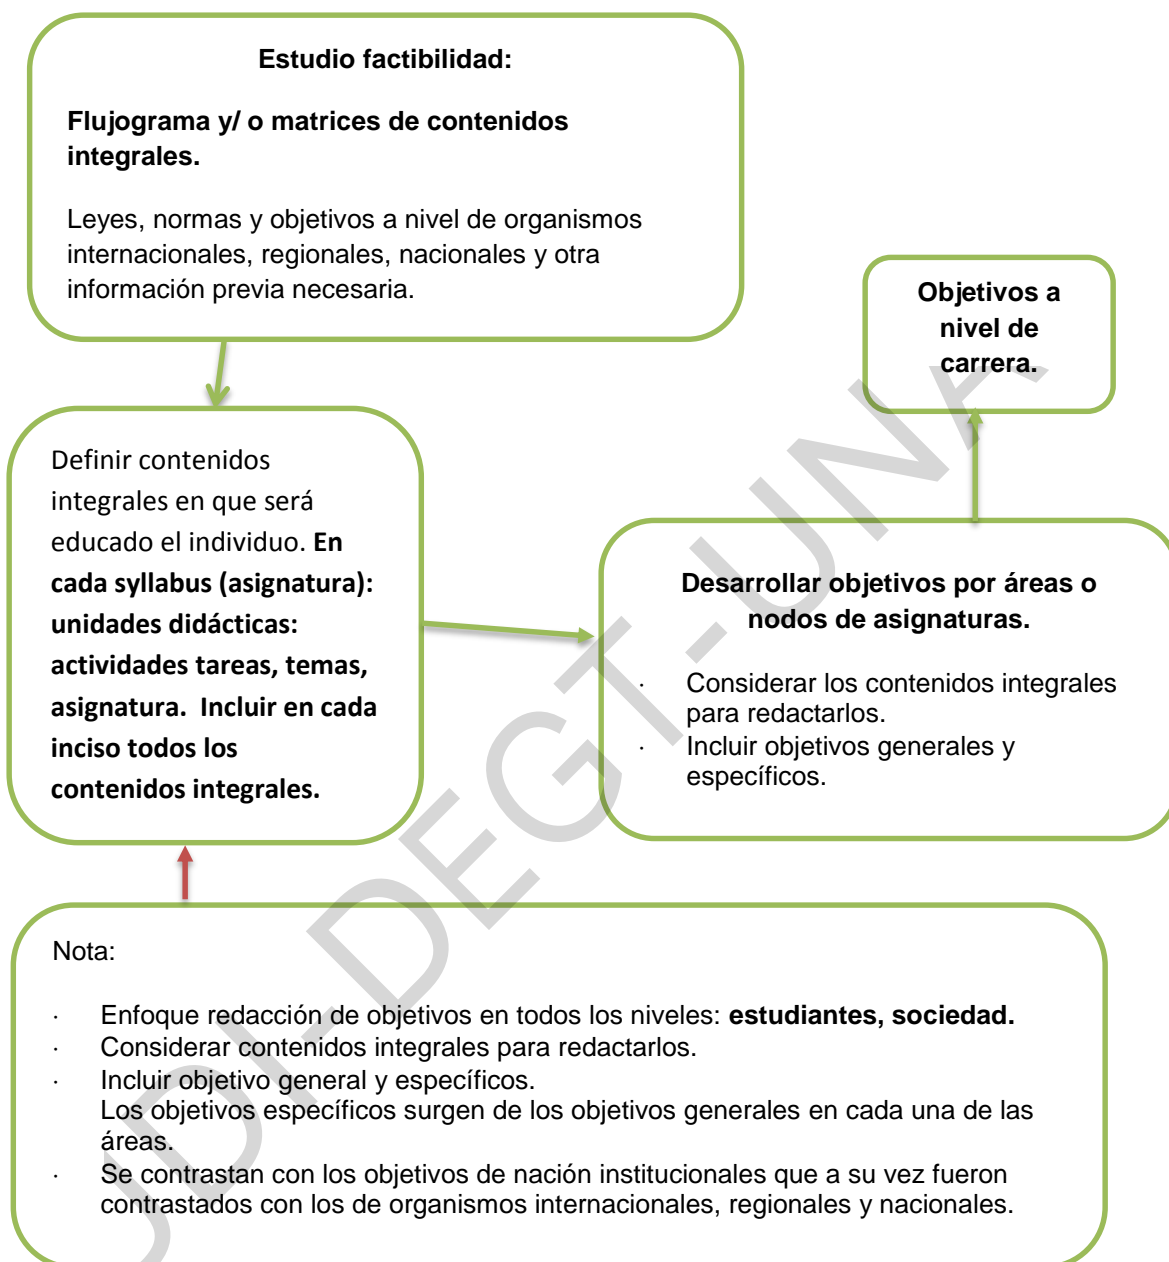 Estudio factibilidad:
Flujograma y/ o matrices de contenidos
integrales.
Leyes, normas y objetivos a nivel de organismos
internacionales, regionales, nacionales y otra
información previa necesaria.
Objetivos a
nivel de
carrera.
Definir contenidos
integrales en que será
educado el individuo. En
cada syllabus (asignatura):
unidades didácticas:
actividades tareas, temas,
asignatura.  Incluir en cada
inciso todos los
contenidos integrales.
Desarrollar objetivos por áreas o
nodos de asignaturas.
· Considerar los contenidos integrales
para redactarlos.
· Incluir objetivos generales y
específicos.
Nota:
· Enfoque redacción de objetivos en todos los niveles: estudiantes, sociedad.
· Considerar contenidos integrales para redactarlos.
· Incluir objetivo general y específicos.
Los objetivos específicos surgen de los objetivos generales en cada una de las
áreas.
· Se contrastan con los objetivos de nación institucionales que a su vez fueron
contrastados con los de organismos internacionales, regionales y nacionales.
UDI-DEGT-UNA